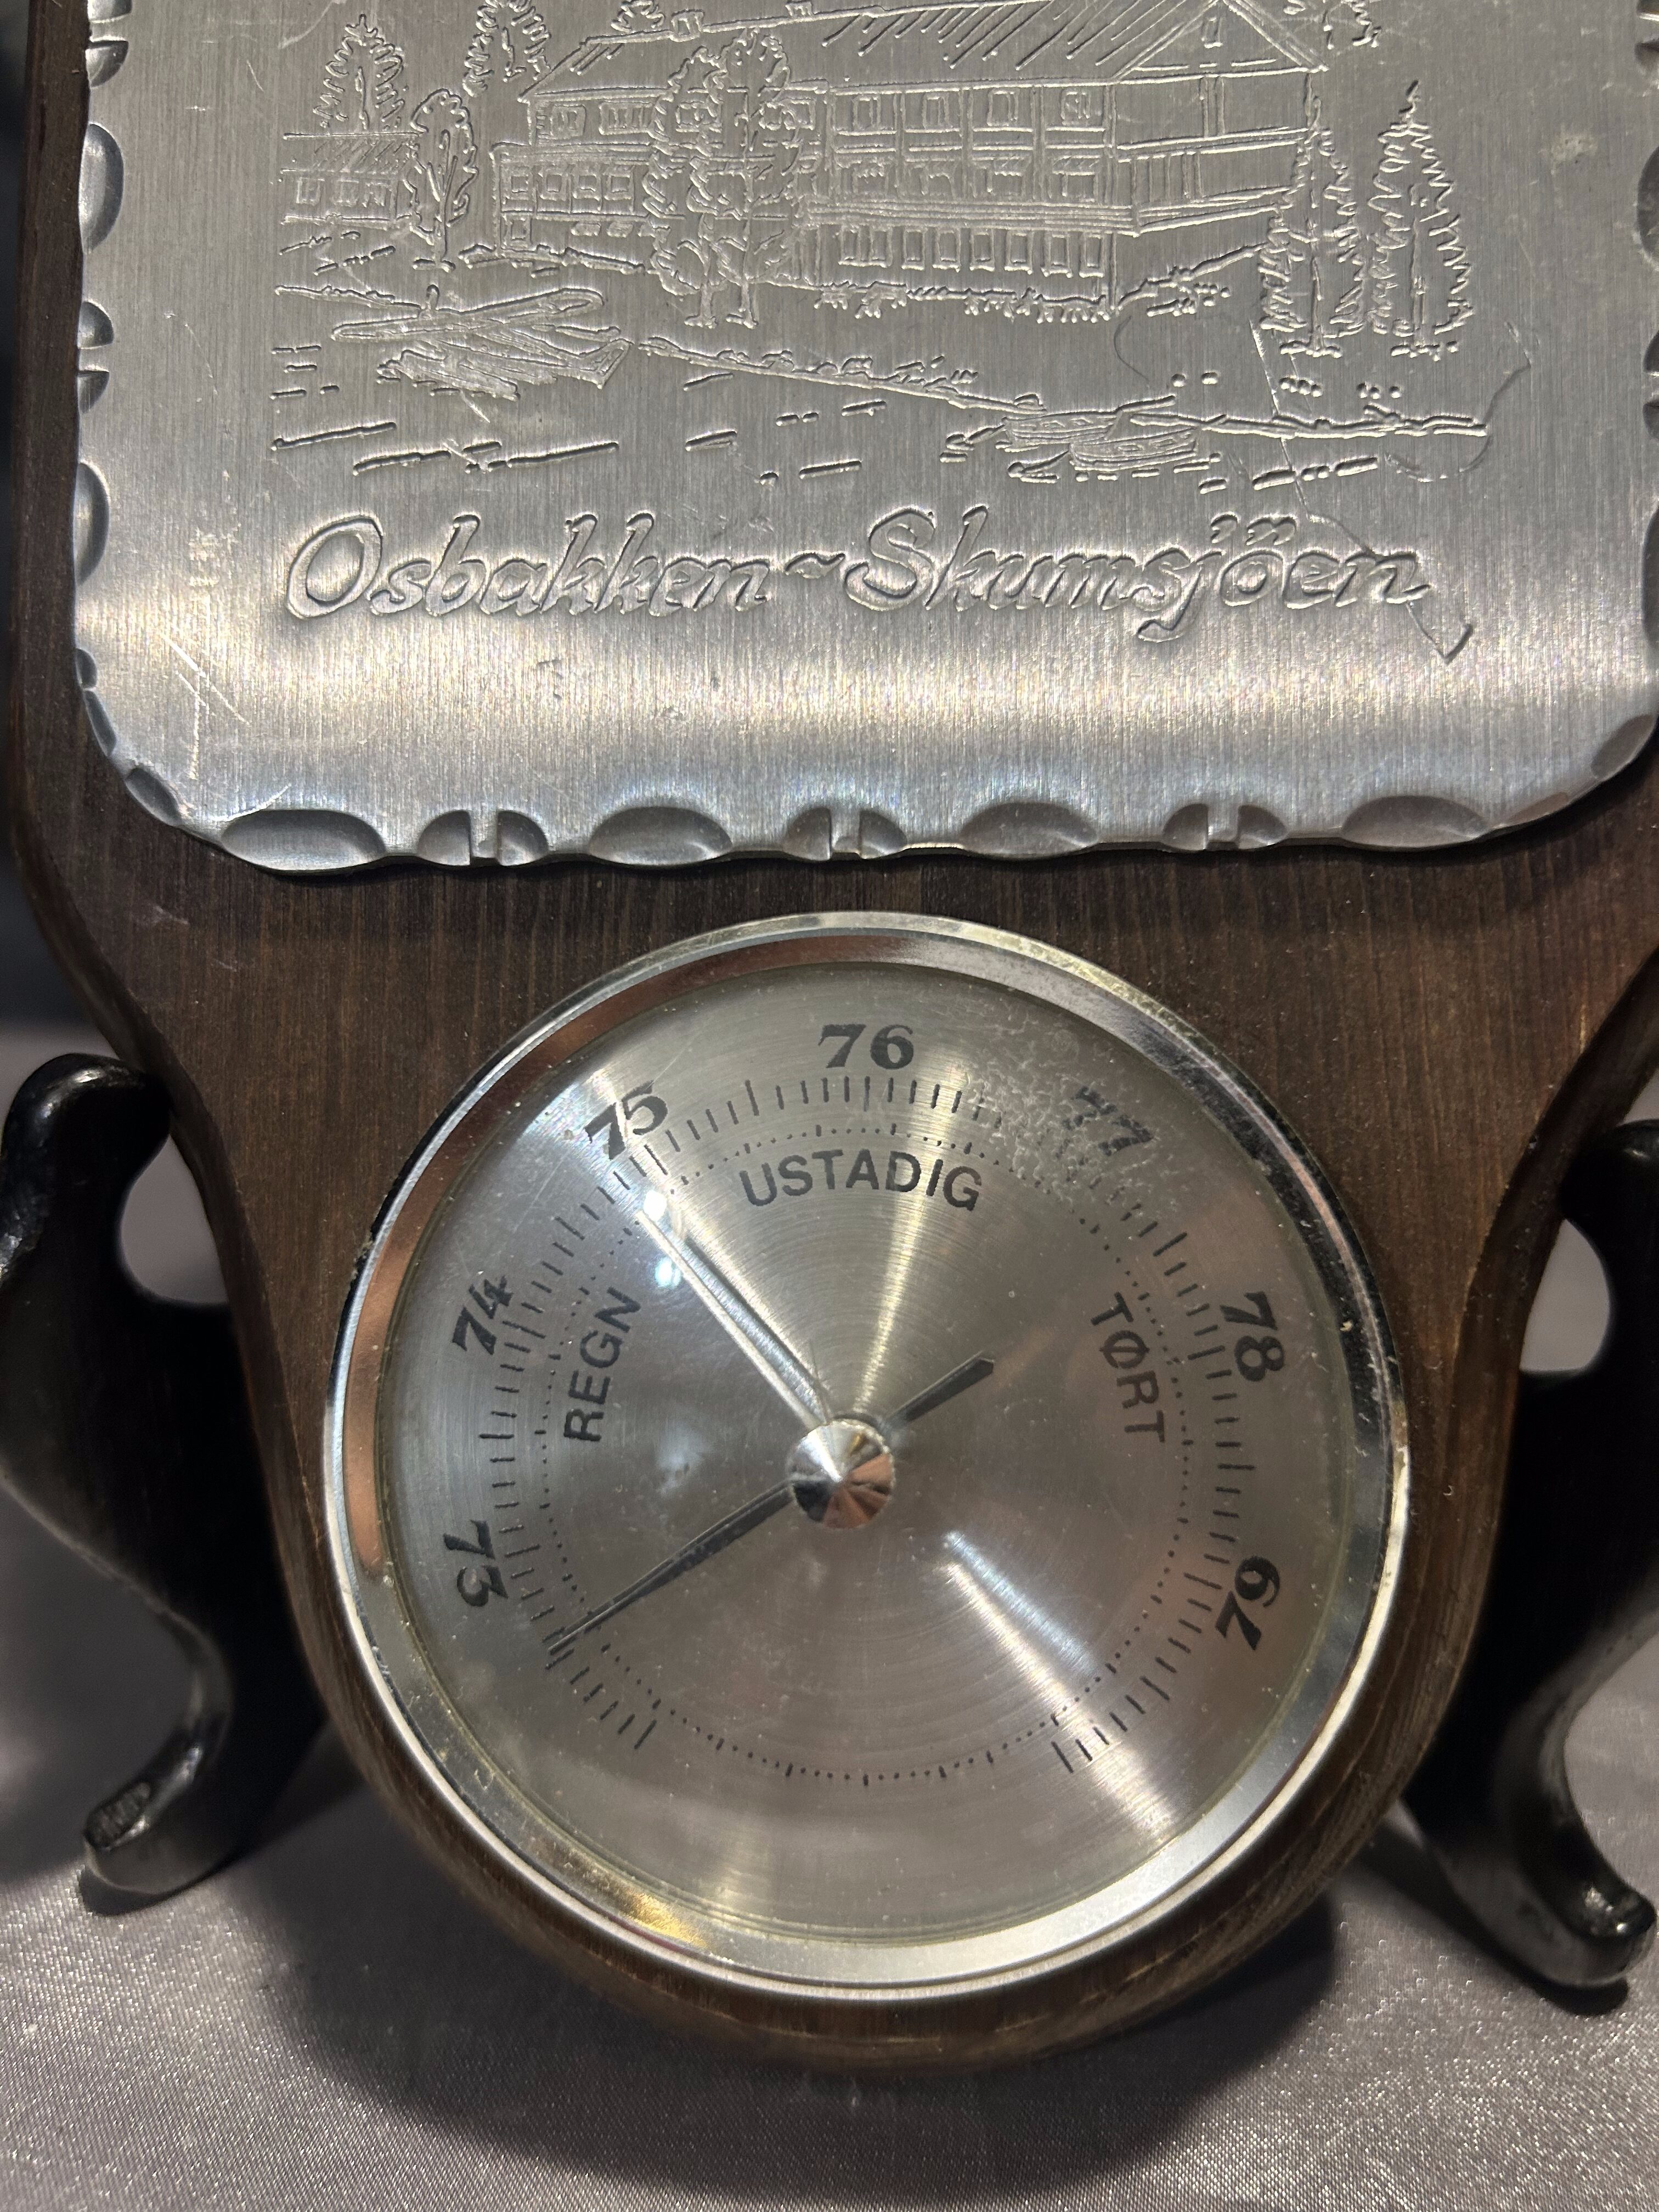 Osbakken~Skumsjöen
73 74 75 76 77 78 79
REGN USTADIG TØRT